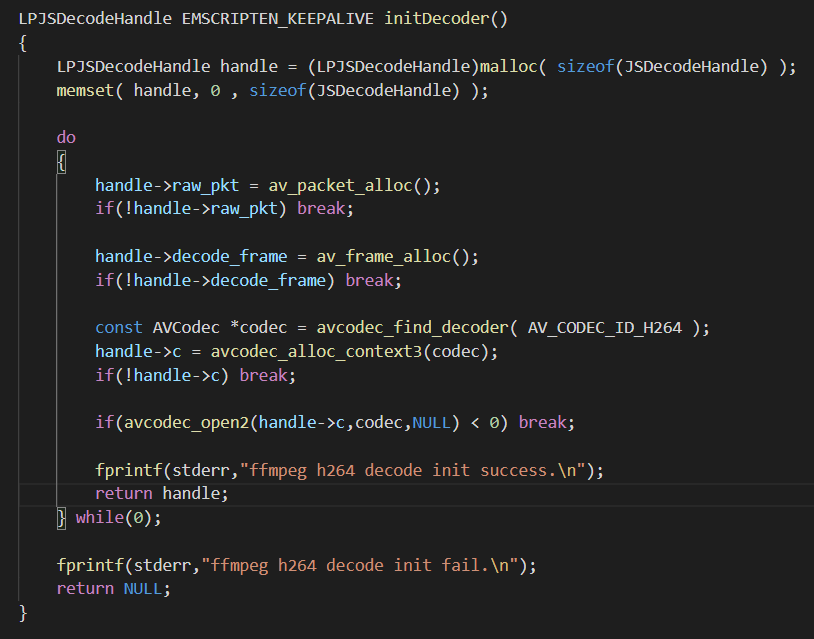 LPJSDecodeHandle EMSCRIPTEN_KEEPALIVE initDecoder()
{
    LPJSDecodeHandle handle = (LPJSDecodeHandle)malloc( sizeof(JSDecodeHandle) );
    memset( handle, 0 , sizeof(JSDecodeHandle) );

    do
    {
        handle->raw_pkt = av_packet_alloc();
        if(!handle->raw_pkt) break;

        handle->decode_frame = av_frame_alloc();
        if(!handle->decode_frame) break;

        const AVCodec *codec = avcodec_find_decoder( AV_CODEC_ID_H264 );
        handle->c = avcodec_alloc_context3(codec);
        if(!handle->c) break;

        if(avcodec_open2(handle->c,codec,NULL) < 0) break;

        fprintf(stderr,"ffmpeg h264 decode init success.\n");
        return handle;
    } while(0);

    fprintf(stderr,"ffmpeg h264 decode init fail.\n");
    return NULL;
}